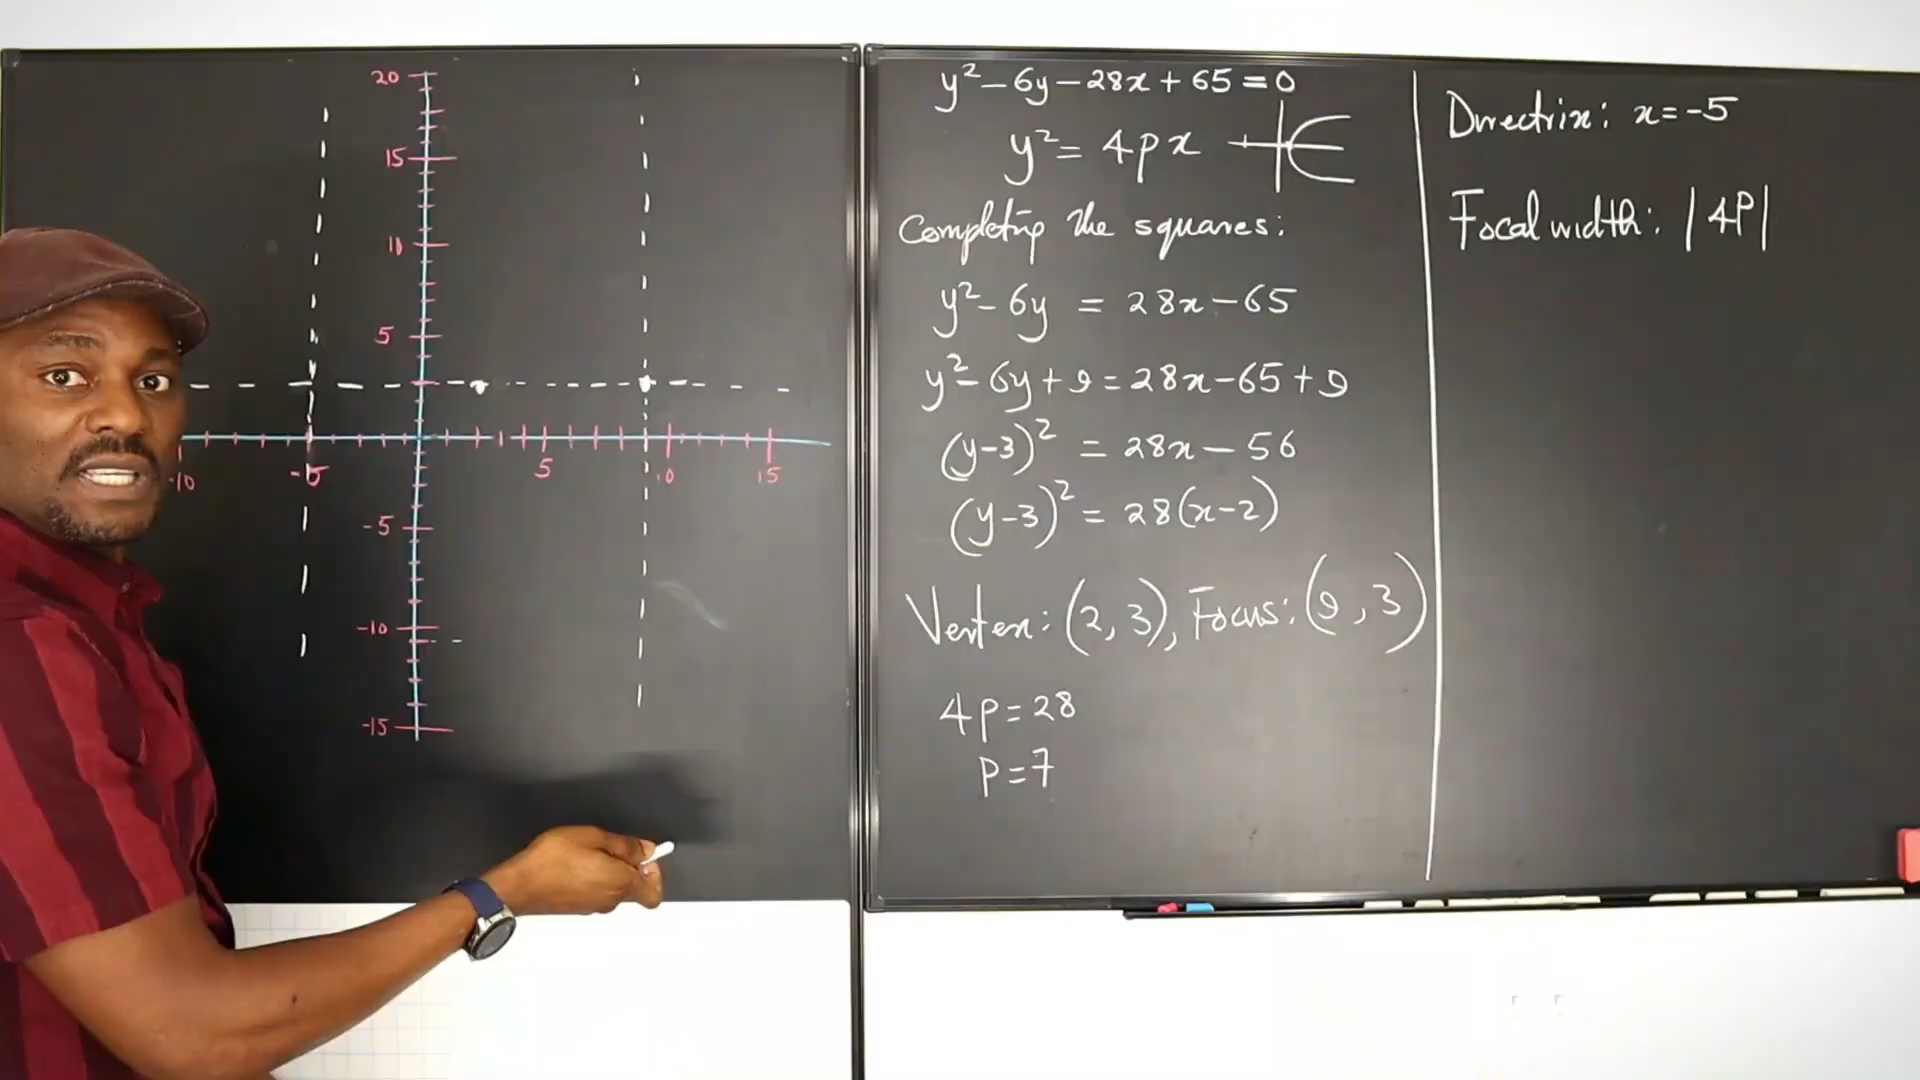 20
15
10
5
-10
-5
5
10
15
-5
-10
-15
y² - 6y - 28x + 65 = 0
y² = 4px
Completing the squares:
y² - 6y = 28x - 65
y² - 6y + 9 = 28x - 65 + 9
(y-3)² = 28x - 56
(y-3)² = 28(x-2)
Vertex: (2, 3), Focus: (9, 3)
4p = 28
p = 7
Directrix: x = -5
Focal width: |4P|